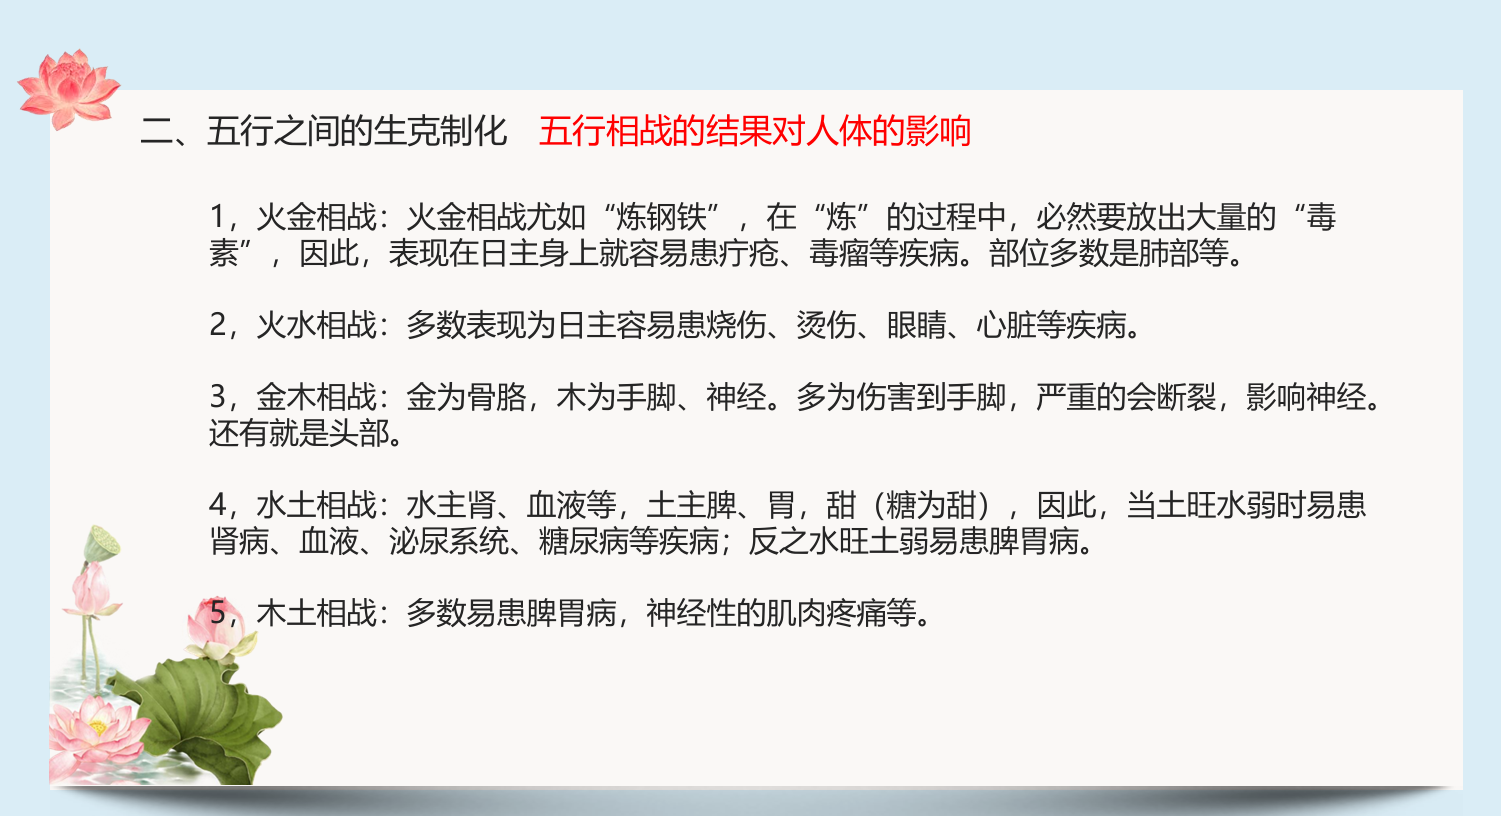 二、五行之间的生克制化 五行相战的结果对人体的影响
1，火金相战：火金相战尤如“炼钢铁”，在“炼”的过程中，必然要放出大量的“毒
素”，因此，表现在日主身上就容易患疔疮、毒瘤等疾病。部位多数是肺部等。
2，火水相战：多数表现为日主容易患烧伤、烫伤、眼睛、心脏等疾病。
3，金木相战：金为骨胳，木为手脚、神经。多为伤害到手脚，严重的会断裂，影响神经。
还有就是头部。
4，水土相战：水主肾、血液等，土主脾、胃，甜（糖为甜），因此，当土旺水弱时易患
肾病、血液、泌尿系统、糖尿病等疾病；反之水旺土弱易患脾胃病。
5，木土相战：多数易患脾胃病，神经性的肌肉疼痛等。